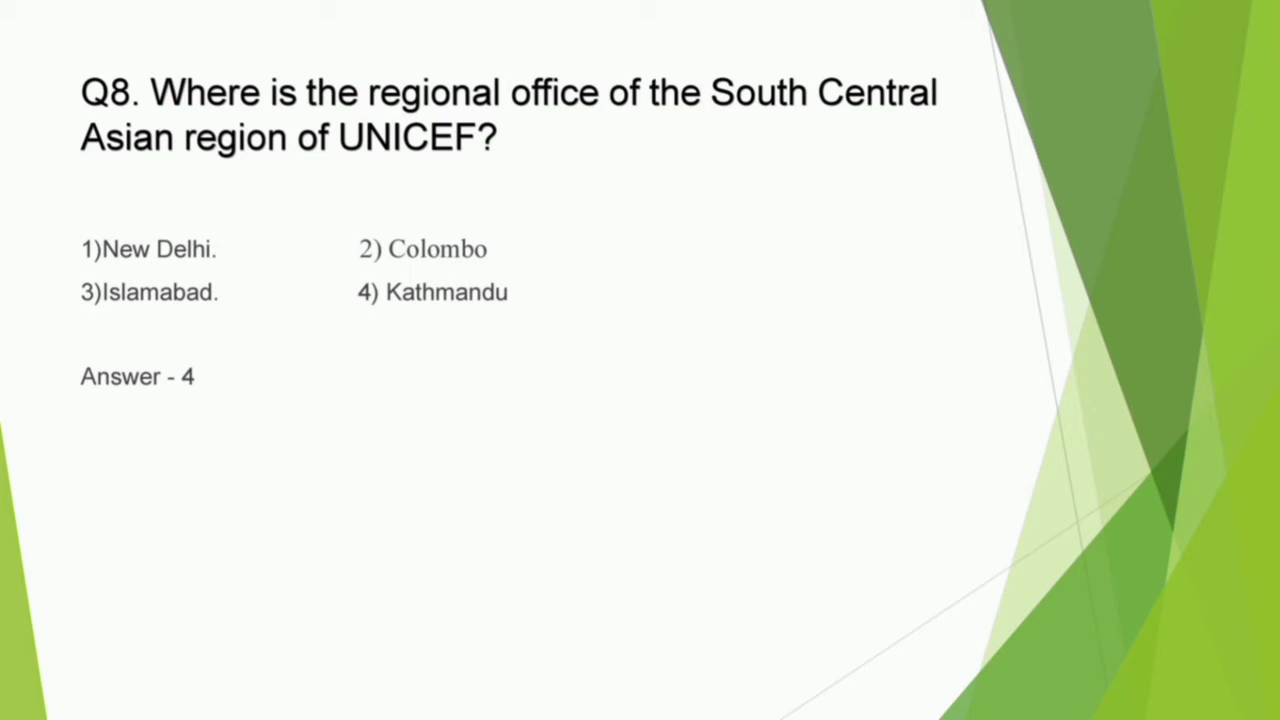 Q8. Where is the regional office of the South Central
Asian region of UNICEF?
1)New Delhi. 2) Colombo
3)Islamabad. 4) Kathmandu
Answer - 4